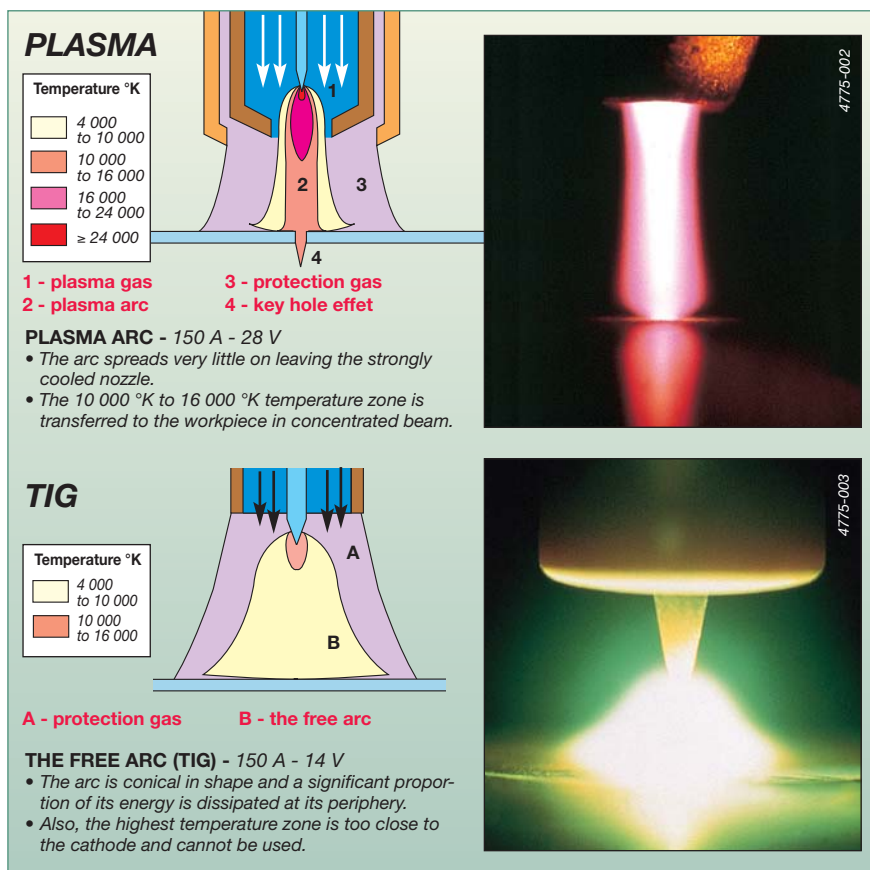 PLASMA
Temperature °K
4 000
to 10 000
10 000
to 16 000
16 000
to 24 000
≥ 24 000
1
2
3
4
1 - plasma gas
3 - protection gas
2 - plasma arc
4 - key hole effet
PLASMA ARC - 150 A - 28 V
• The arc spreads very little on leaving the strongly
cooled nozzle.
• The 10 000 °K to 16 000 °K temperature zone is
transferred to the workpiece in concentrated beam.
4775-002
TIG
Temperature °K
4 000
to 10 000
10 000
to 16 000
A
B
A - protection gas
B - the free arc
THE FREE ARC (TIG) - 150 A - 14 V
• The arc is conical in shape and a significant propor-
tion of its energy is dissipated at its periphery.
• Also, the highest temperature zone is too close to
the cathode and cannot be used.
4775-003